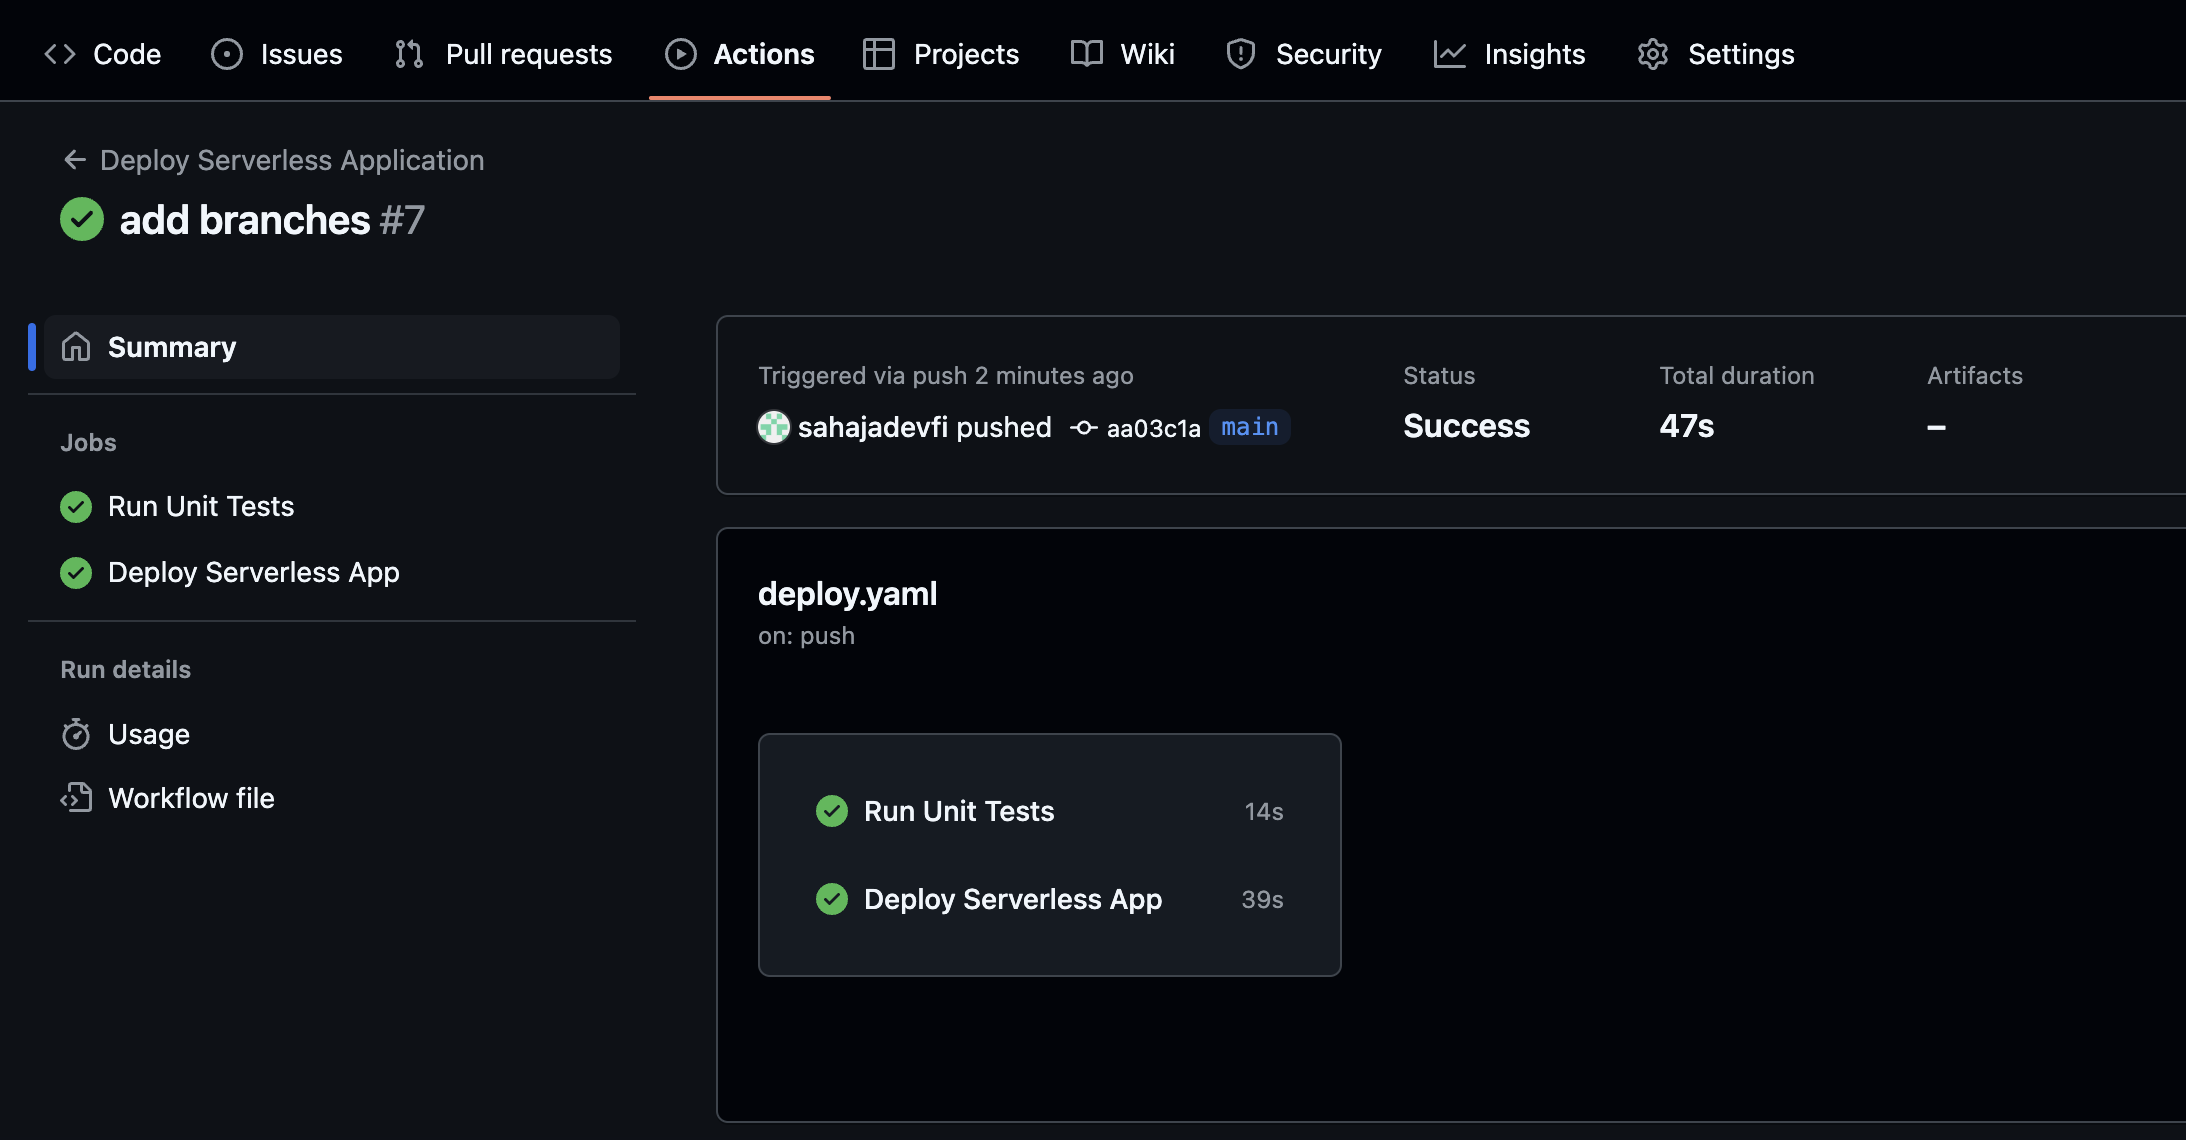 Code Issues Pull requests Actions Projects Wiki Security Insights Settings
Deploy Serverless Application
add branches #7
Summary
Jobs
Run Unit Tests
Deploy Serverless App
Run details
Usage
Workflow file
Triggered via push 2 minutes ago
sahajadevfi pushed aa03c1a main
Status
Success
Total duration
47s
Artifacts
–
deploy.yaml
on: push
Run Unit Tests 14s
Deploy Serverless App 39s